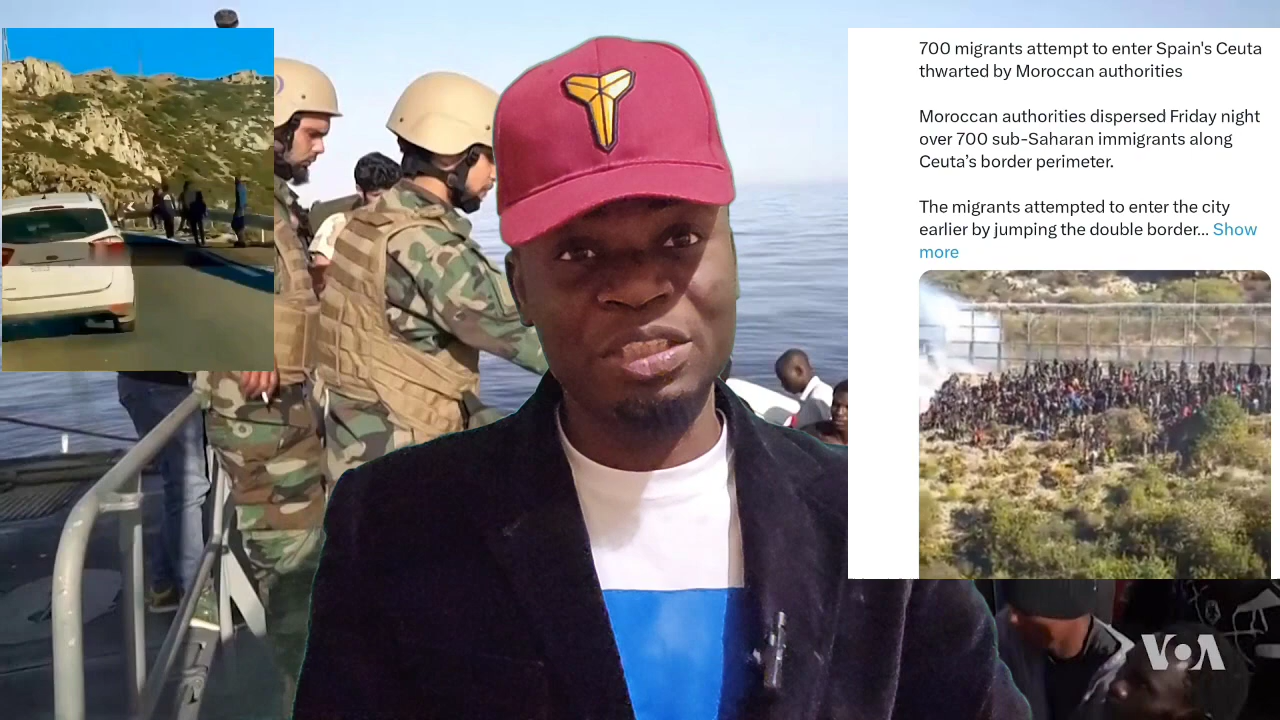 700 migrants attempt to enter Spain's Ceuta
thwarted by Moroccan authorities
Moroccan authorities dispersed Friday night
over 700 sub-Saharan immigrants along
Ceuta’s border perimeter.
The migrants attempted to enter the city
earlier by jumping the double border... Show
more
VOA